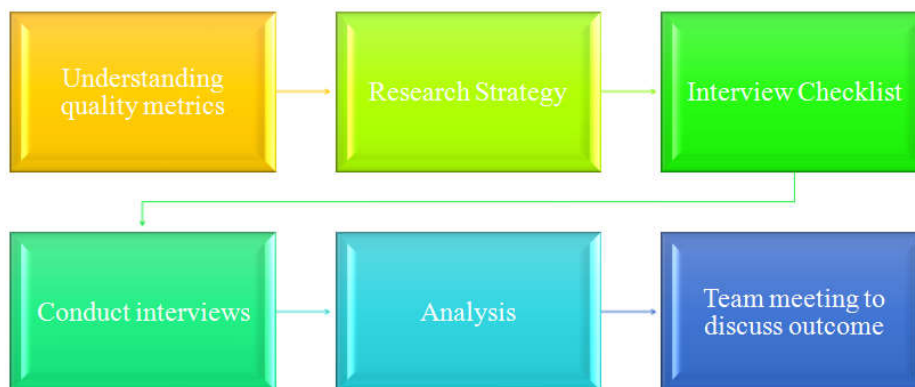 Understanding
quality metrics
Research Strategy
Interview Checklist
Conduct interviews
Analysis
Team meeting to
discuss outcome